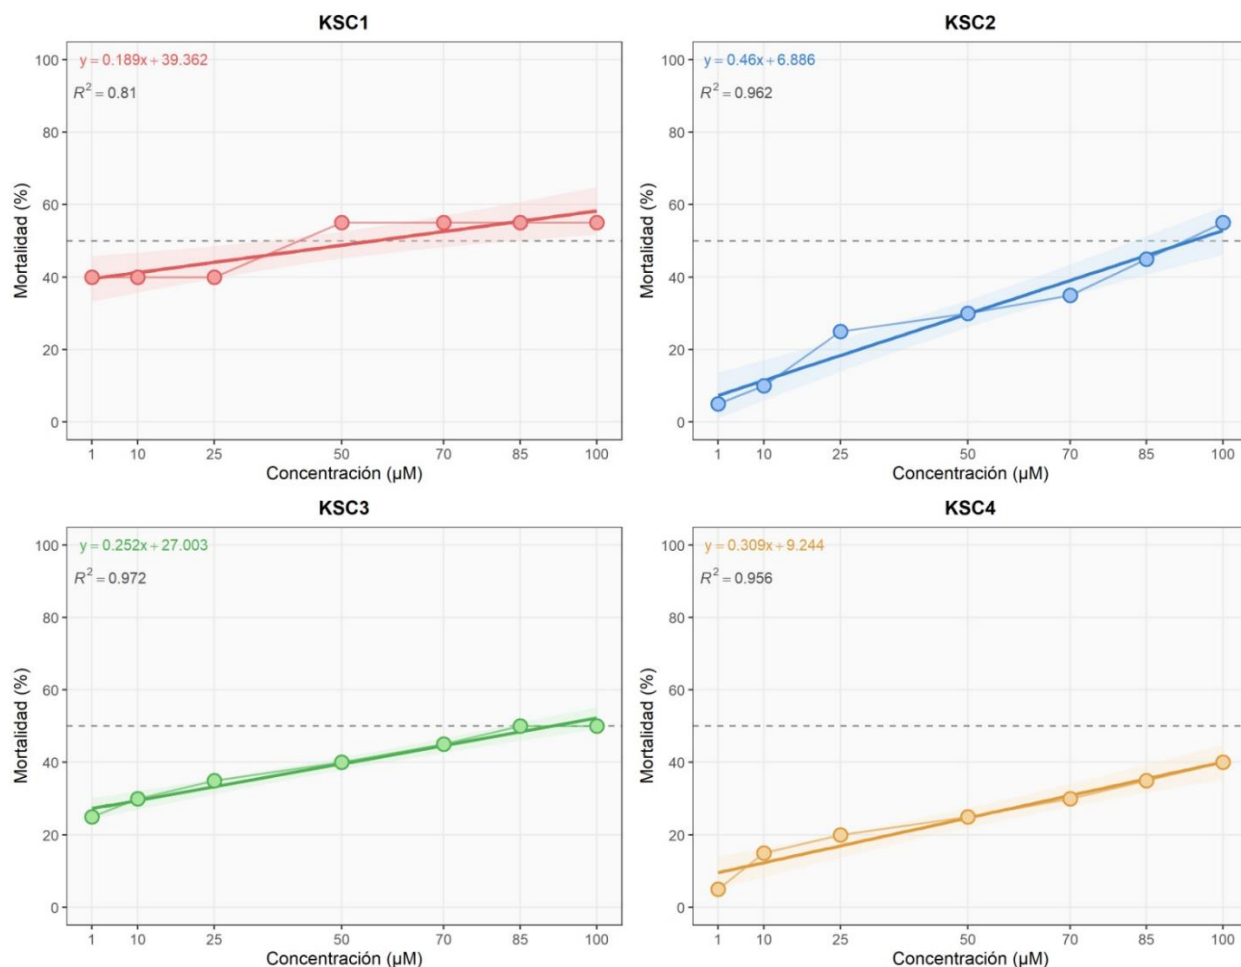 KSC1
y = 0.189x + 39.362
R² = 0.81
100
80
60
40
20
0
Mortalidad (%)
1 10 25 50 70 85 100
Concentración (µM)
KSC2
y = 0.46x + 6.886
R² = 0.962
100
80
60
40
20
0
Mortalidad (%)
1 10 25 50 70 85 100
Concentración (µM)
KSC3
y = 0.252x + 27.003
R² = 0.972
100
80
60
40
20
0
Mortalidad (%)
1 10 25 50 70 85 100
Concentración (µM)
KSC4
y = 0.309x + 9.244
R² = 0.956
100
80
60
40
20
0
Mortalidad (%)
1 10 25 50 70 85 100
Concentración (µM)